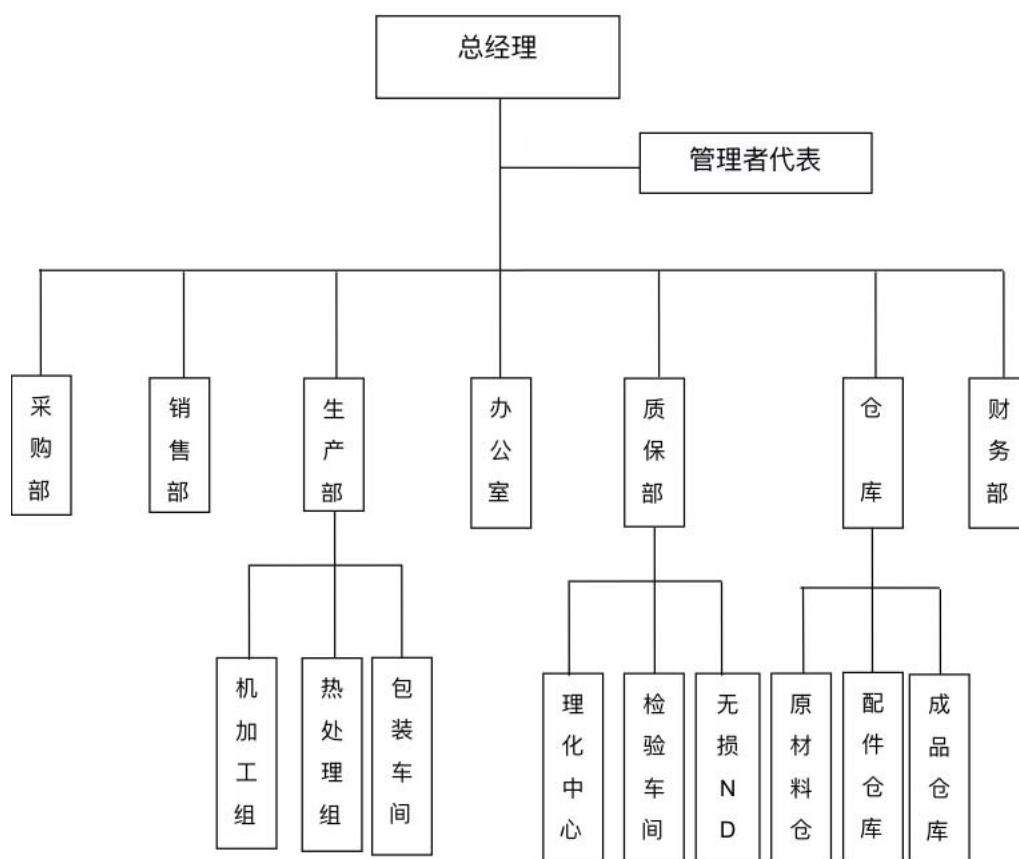 总经理
管理者代表
采购部
销售部
生产部
办公室
质保部
仓库
财务部
机加工组
热处理组
包装车间
理化中心
检验车间
无损ND
原材料仓
配件仓库
成品仓库